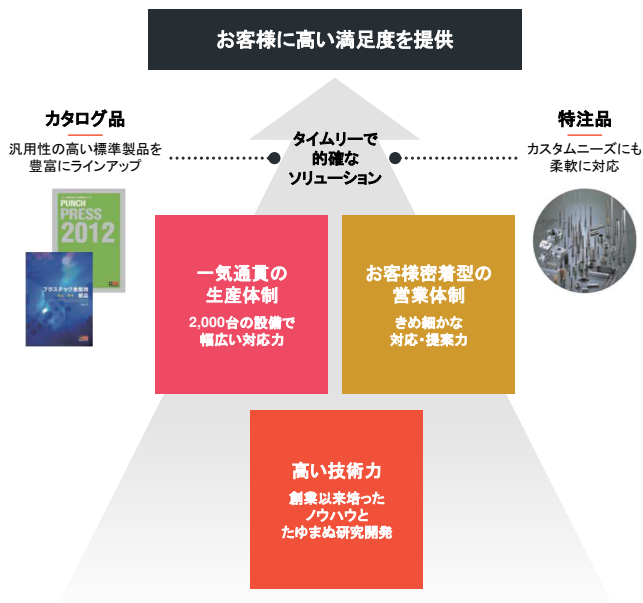 お客様に高い満足度を提供
カタログ品
汎用性の高い標準製品を
豊富にラインアップ
タイムリーで
的確な
ソリューション
特注品
カスタムニーズにも
柔軟に対応
PUNCH
PRESS
2012
プラスチック金型用
部品
一気通貫の
生産体制
2,000台の設備で
幅広い対応力
お客様密着型の
営業体制
きめ細かな
対応・提案力
高い技術力
創業以来培った
ノウハウと
たゆまぬ研究開発